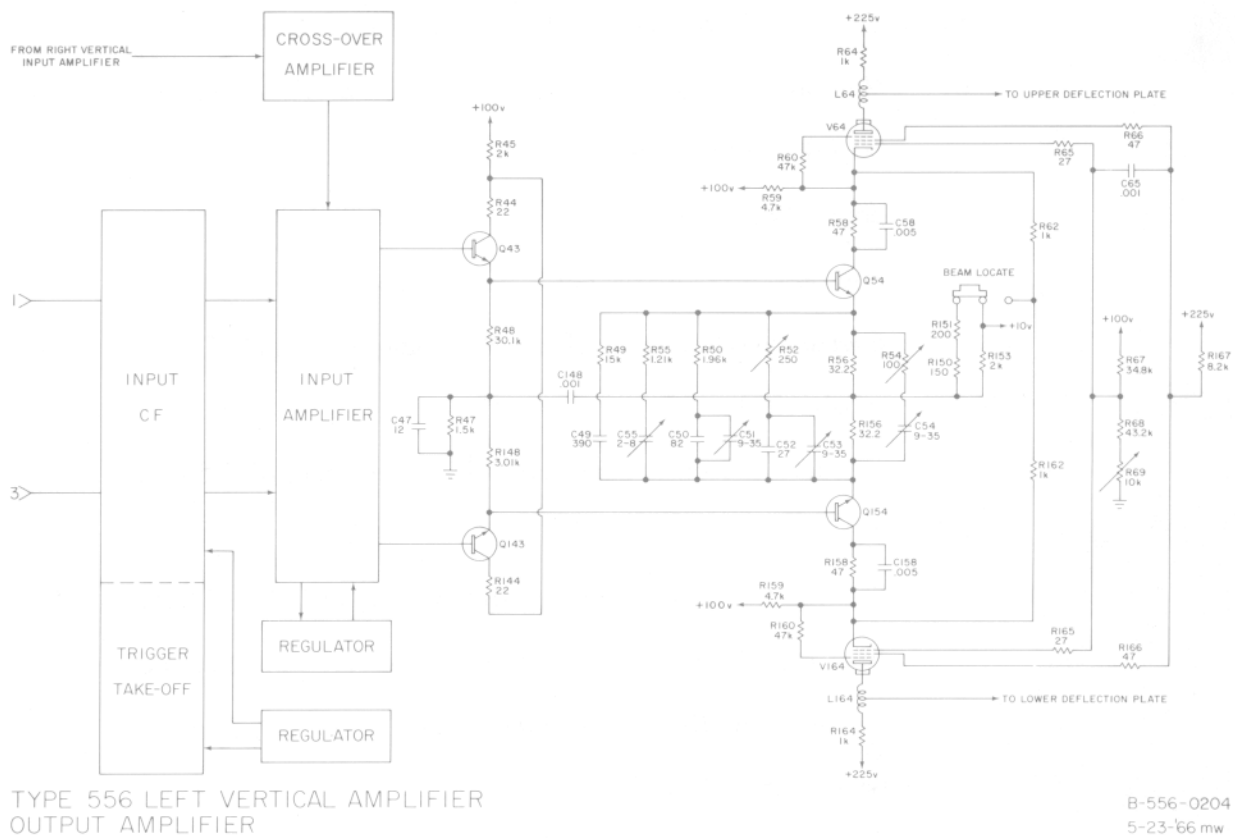 FROM RIGHT VERTICAL
INPUT AMPLIFIER
CROSS-OVER
AMPLIFIER
+225v
R64
1k
L64
TO UPPER DEFLECTION PLATE
+100v
R45
2k
V64
R66
47
R65
27
R60
47k
C65
.001
+100v
R59
4.7k
R44
22
R58
47
C58
.005
R62
1k
Q43
Q54
BEAM LOCATE
1
R151
200
+10v
+100v
+225v
R48
30.1k
R49
15k
R55
1.21k
R50
1.96k
R52
250
R56
32.2
R54
100
R150
150
R153
2k
R67
34.8k
R167
8.2k
INPUT
CF
INPUT
AMPLIFIER
C148
.001
C47
12
R47
1.5k
C49
390
C55
2-8
C50
82
C51
9-35
C52
27
C53
9-35
R156
32.2
C54
9-35
R68
43.2k
R148
3.01k
R162
1k
R69
10k
3
Q143
Q154
R144
22
R158
47
C158
.005
R159
4.7k
+100v
R160
47k
R165
27
R166
47
TRIGGER
TAKE-OFF
REGULATOR
V164
L164
TO LOWER DEFLECTION PLATE
REGULATOR
R164
1k
+225v
TYPE 556 LEFT VERTICAL AMPLIFIER
OUTPUT AMPLIFIER
B-556-0204
5-23-'66 mw